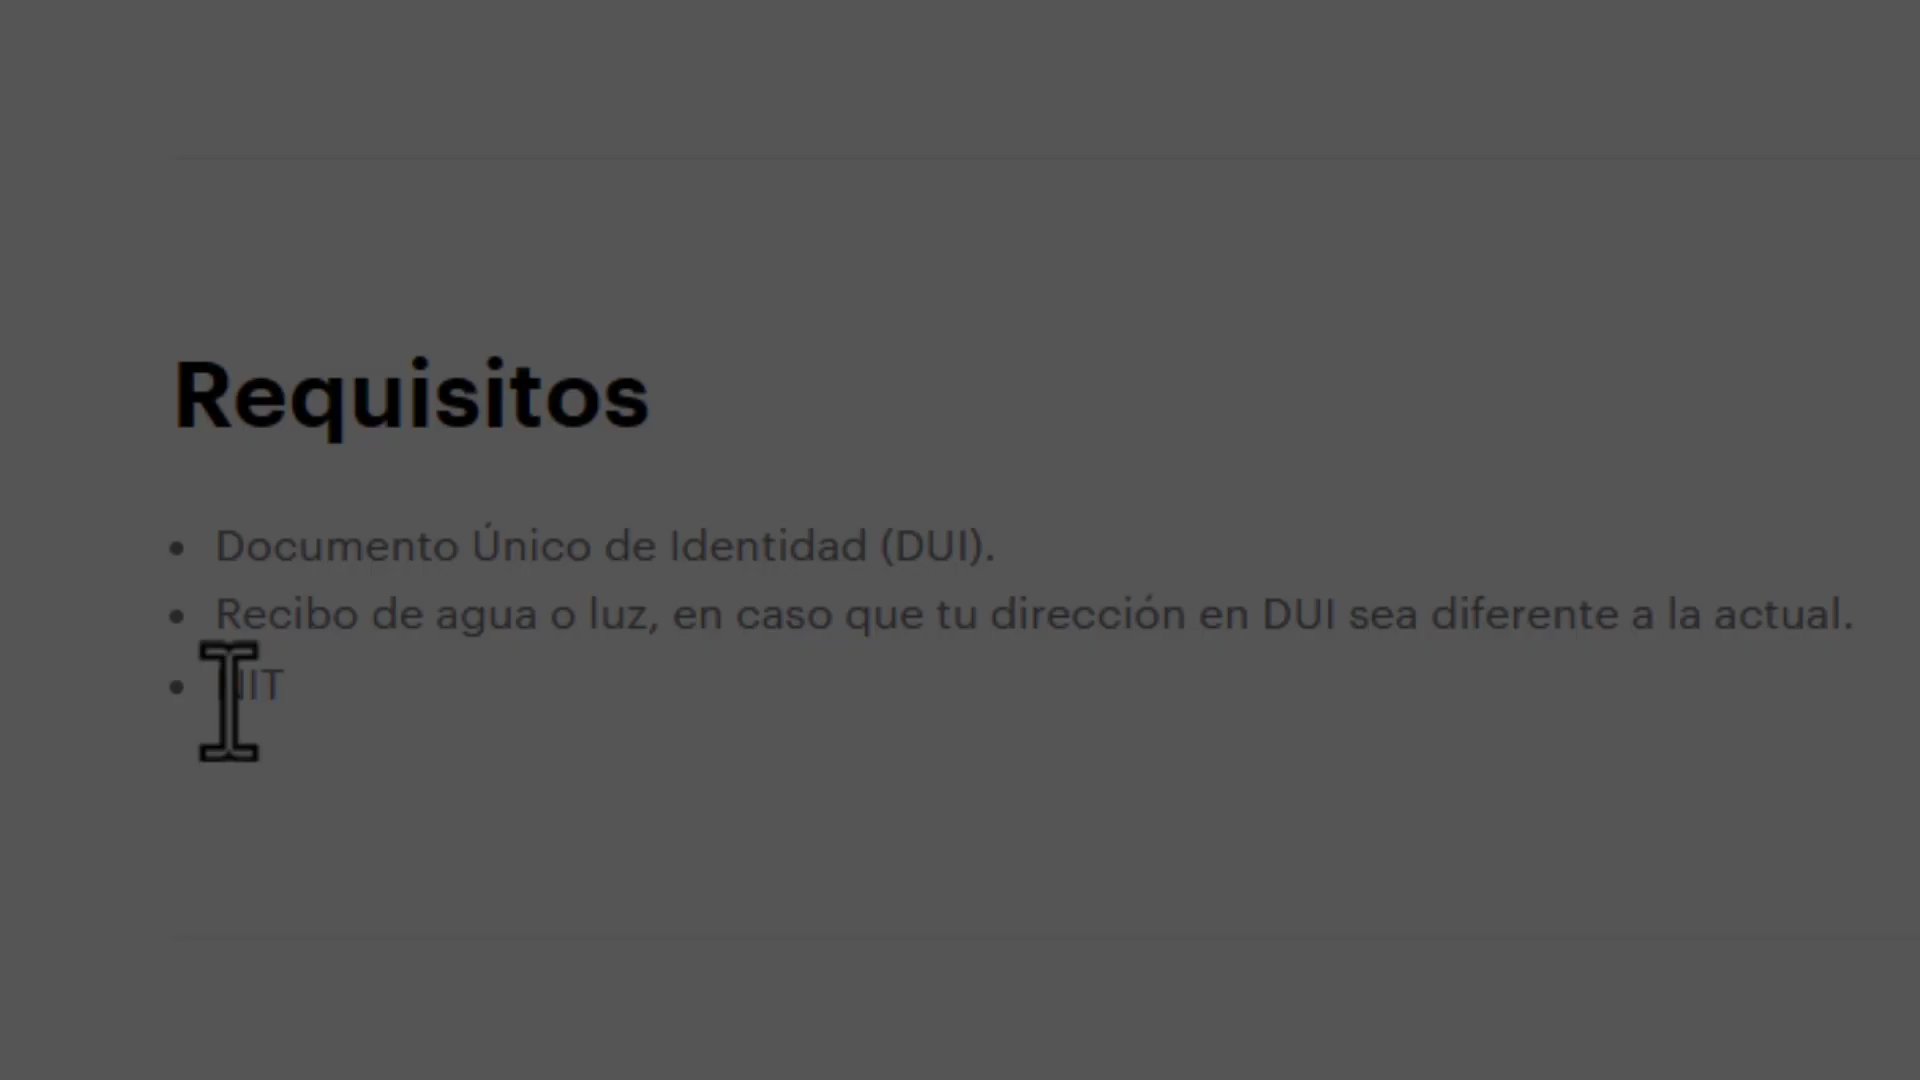 Requisitos
• Documento Único de Identidad (DUI).
• Recibo de agua o luz, en caso que tu dirección en DUI sea diferente a la actual.
• NIT